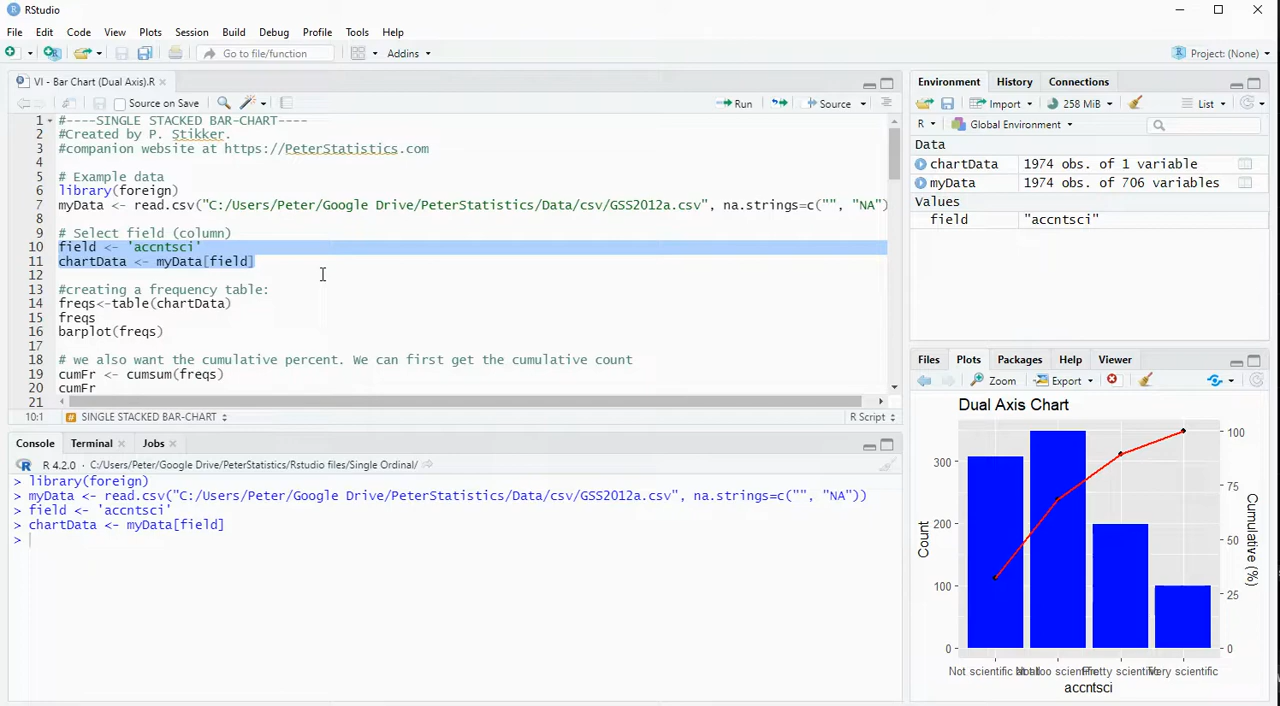 RStudio
File Edit Code View Plots Session Build Debug Profile Tools Help
Go to file/function Addins Project: (None)
VI - Bar Chart (Dual Axis).R
Source on Save Run Source
1 #----SINGLE STACKED BAR-CHART----
2 #Created by P. Stikker.
3 #companion website at https://PeterStatistics.com
4
5 # Example data
6 library(foreign)
7 myData <- read.csv("C:/Users/Peter/Google Drive/PeterStatistics/Data/csv/GSS2012a.csv", na.strings=c("", "NA")
8
9 # Select field (column)
10 field <- 'accntsci'
11 chartData <- myData[field]
12
13 #creating a frequency table:
14 freqs<-table(chartData)
15 freqs
16 barplot(freqs)
17
18 # we also want the cumulative percent. We can first get the cumulative count
19 cumFr <- cumsum(freqs)
20 cumFr
21
10:1 SINGLE STACKED BAR-CHART R Script
Console Terminal Jobs
R 4.2.0 · C:/Users/Peter/Google Drive/PeterStatistics/Rstudio files/Single Ordinal/
> library(foreign)
> myData <- read.csv("C:/Users/Peter/Google Drive/PeterStatistics/Data/csv/GSS2012a.csv", na.strings=c("", "NA"))
> field <- 'accntsci'
> chartData <- myData[field]
>
Environment History Connections
Import 258 MiB List
R Global Environment
Data
chartData 1974 obs. of 1 variable
myData 1974 obs. of 706 variables
Values
field "accntsci"
Files Plots Packages Help Viewer
Zoom Export
Dual Axis Chart
Count
300
200
100
0
100
75
50
25
0
Cumulative (%)
Not scientific scientific Pretty scientific Very scientific
accntsci